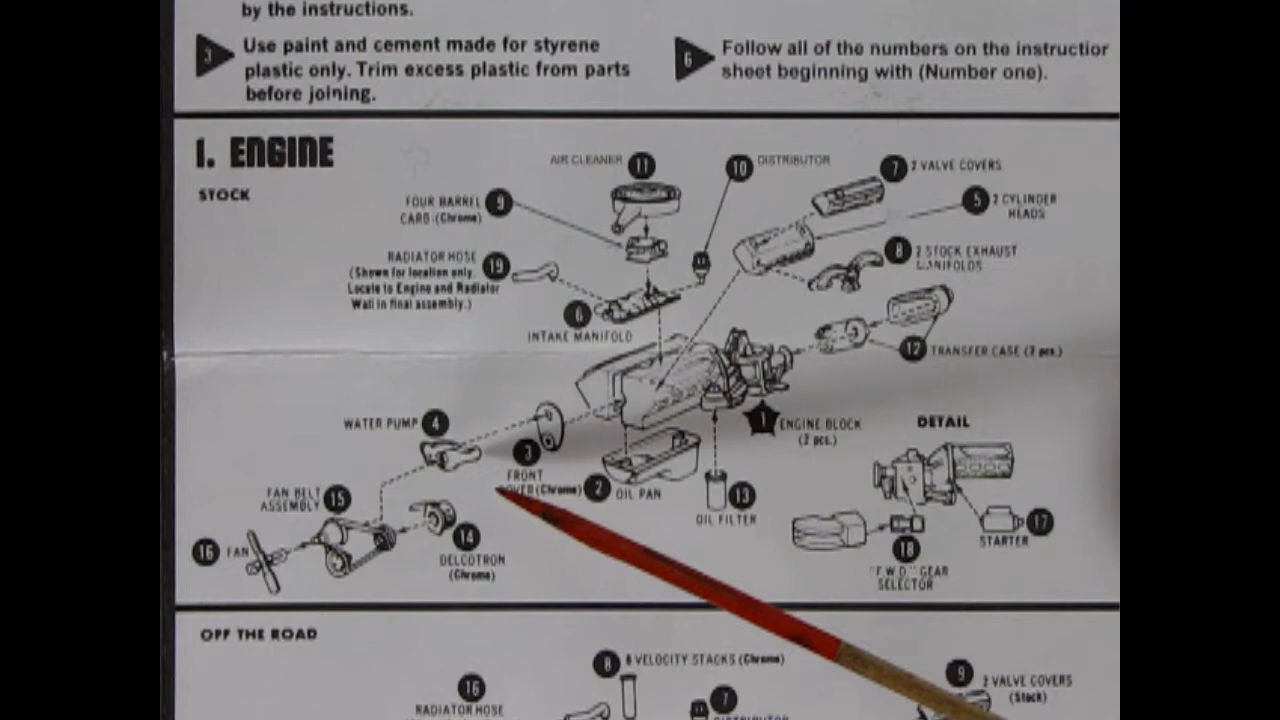 by the instructions.
3
Use paint and cement made for styrene
plastic only. Trim excess plastic from parts
before joining.
6
Follow all of the numbers on the instruction
sheet beginning with (Number one).
1. ENGINE
STOCK
AIR CLEANER 11
10 DISTRIBUTOR
7 2 VALVE COVERS
FOUR BARREL 9
CARB. (Chrome)
5 2 CYLINDER
HEADS
RADIATOR HOSE 19
(Shown for location only.
Locate to Engine and Radiator
Wall in final assembly.)
8 2 STOCK EXHAUST
MANIFOLDS
6
INTAKE MANIFOLD
12 TRANSFER CASE (2 pcs.)
WATER PUMP 4
3
FRONT
COVER (Chrome)
2 OIL PAN
1 ENGINE BLOCK
(2 pcs.)
13
OIL FILTER
DETAIL
FAN BELT 15
ASSEMBLY
16 FAN
14
DELCOTRON
(Chrome)
17
STARTER
18
"F.W.D." GEAR
SELECTOR
OFF THE ROAD
8 8 VELOCITY STACKS (Chrome)
16
RADIATOR HOSE
7
DISTRIBUTOR
9 2 VALVE COVERS
(Stock)